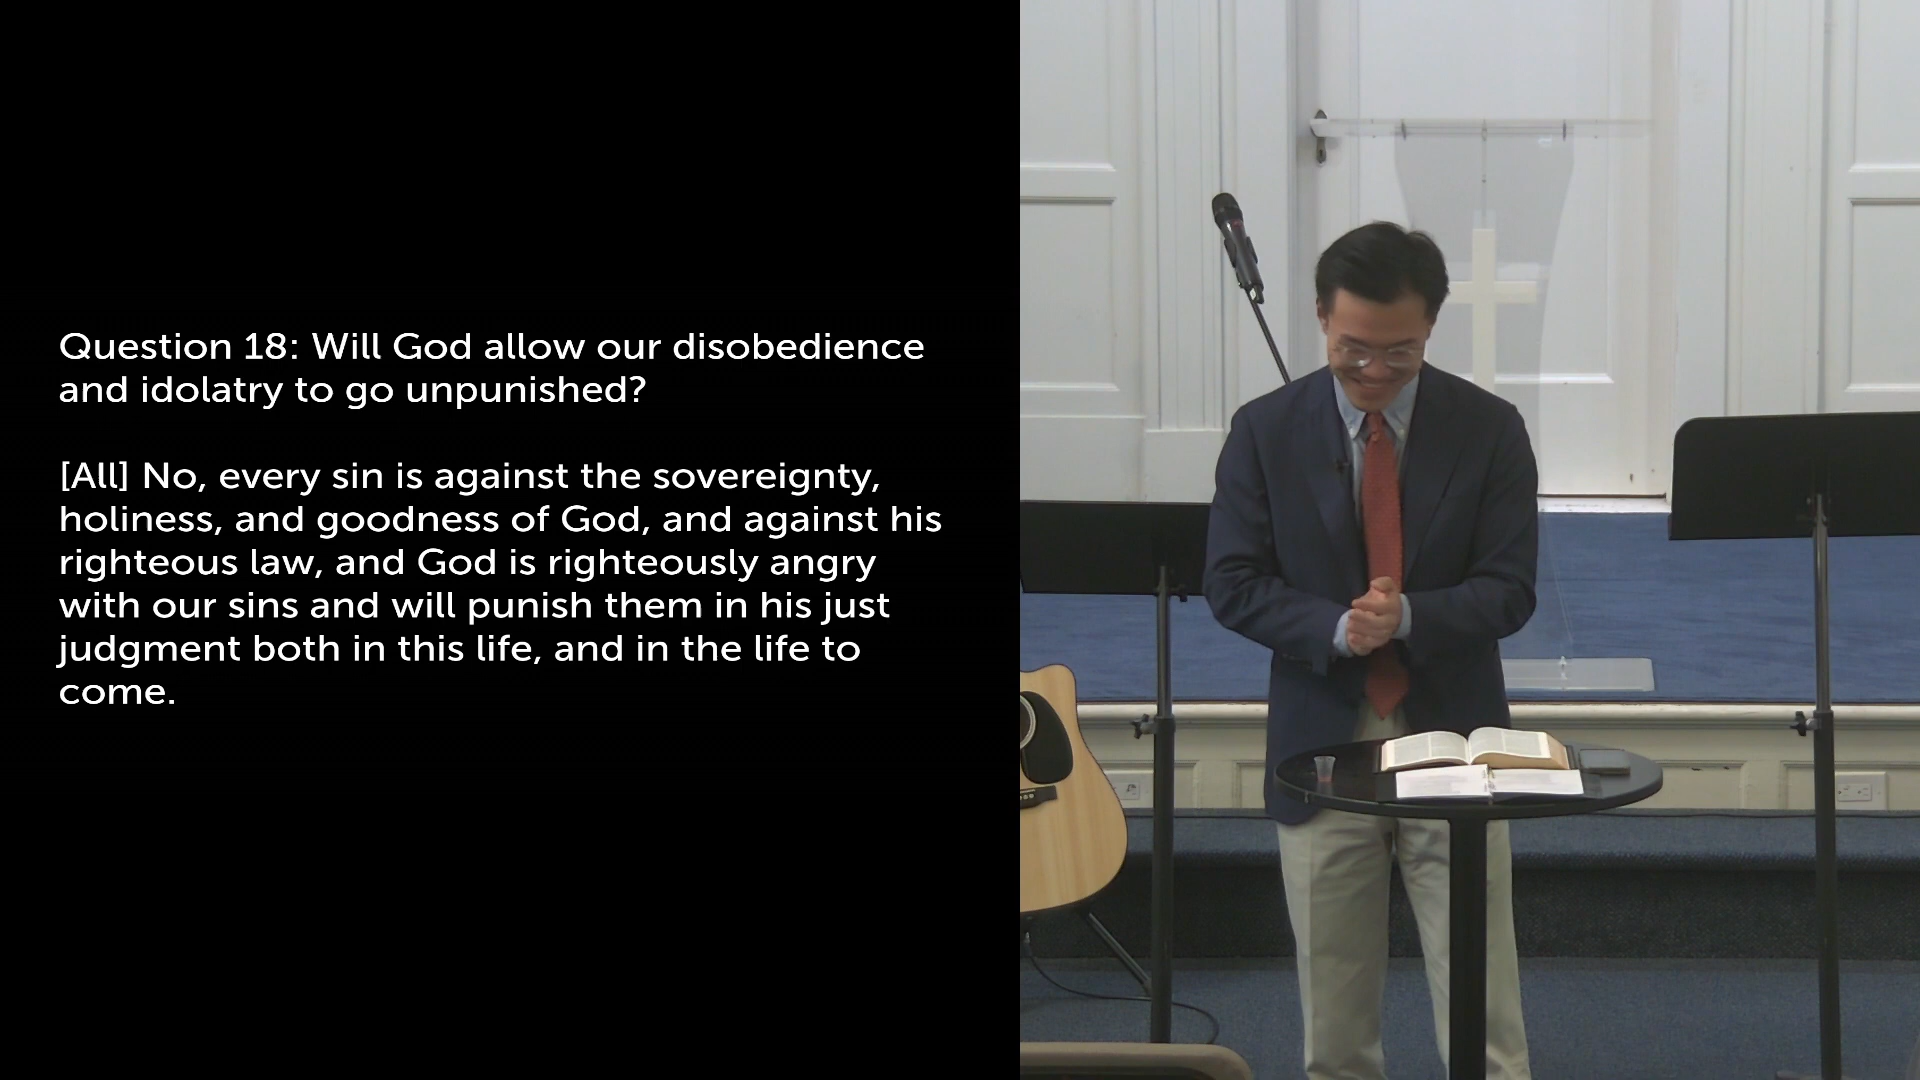 Question 18: Will God allow our disobedience
and idolatry to go unpunished?
[All] No, every sin is against the sovereignty,
holiness, and goodness of God, and against his
righteous law, and God is righteously angry
with our sins and will punish them in his just
judgment both in this life, and in the life to
come.